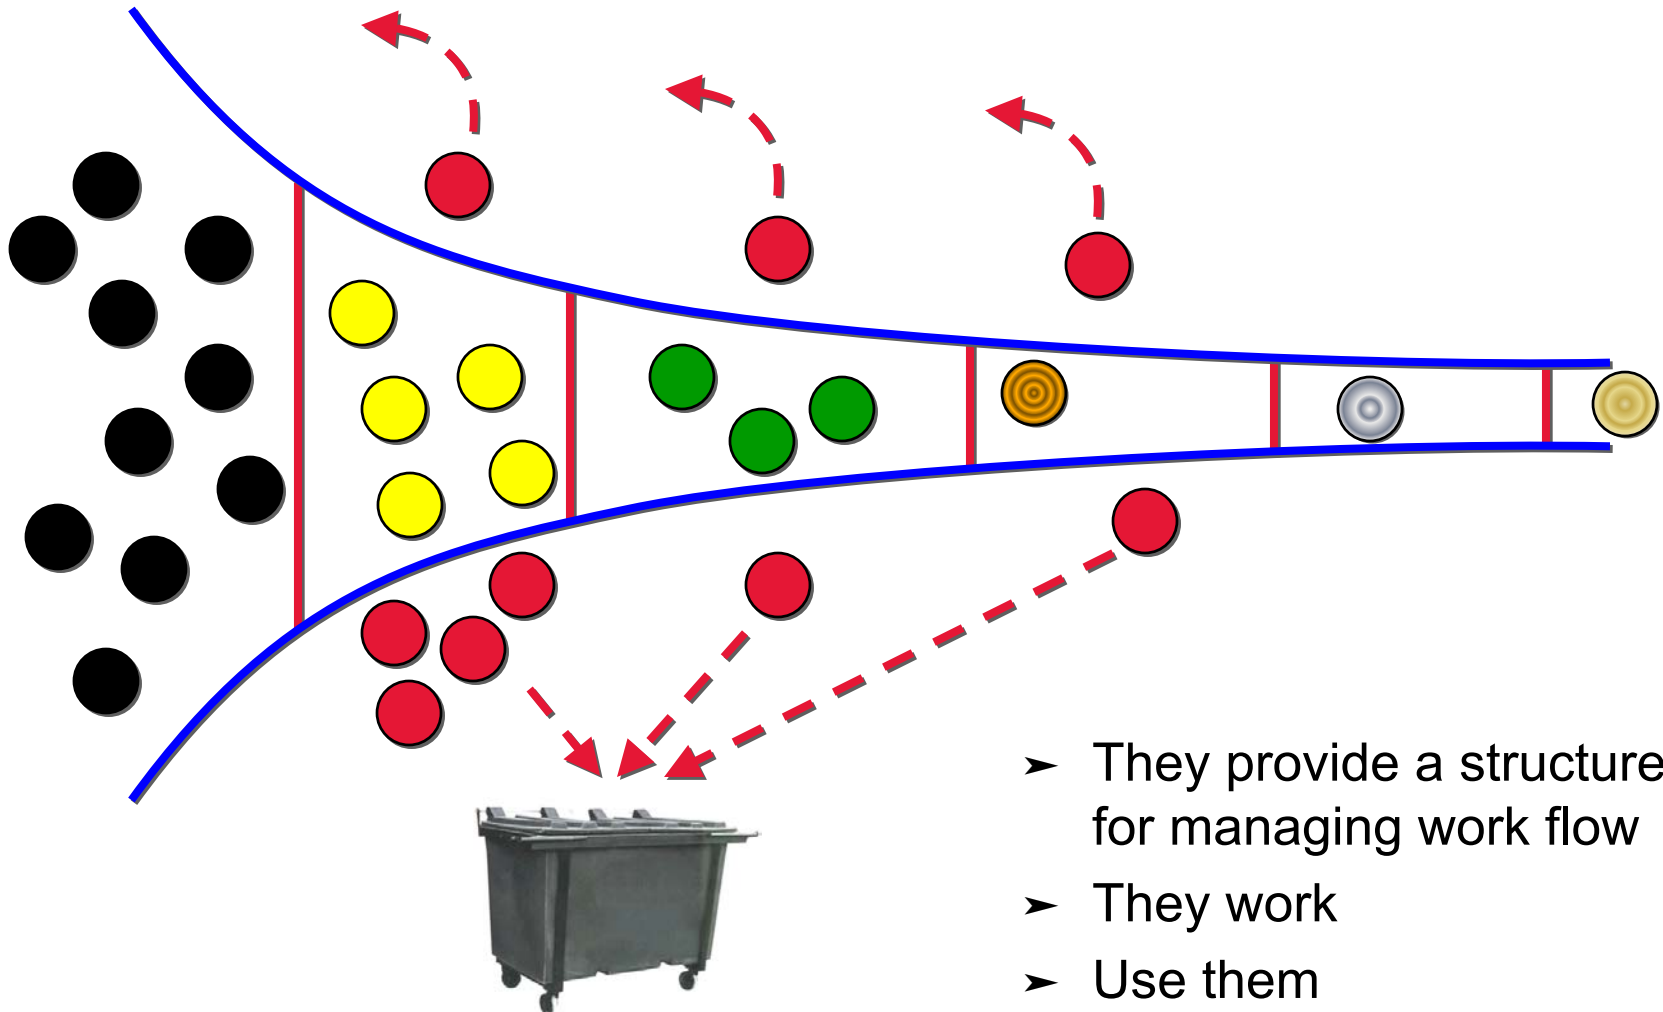 ➢ They provide a structure
for managing work flow
➢ They work
➢ Use them